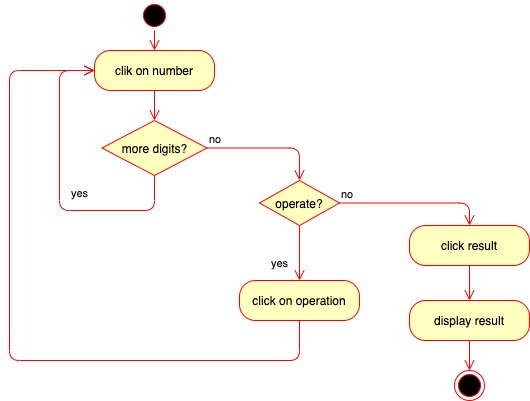 clik on number
more digits?
no
yes
operate?
no
click result
yes
click on operation
display result